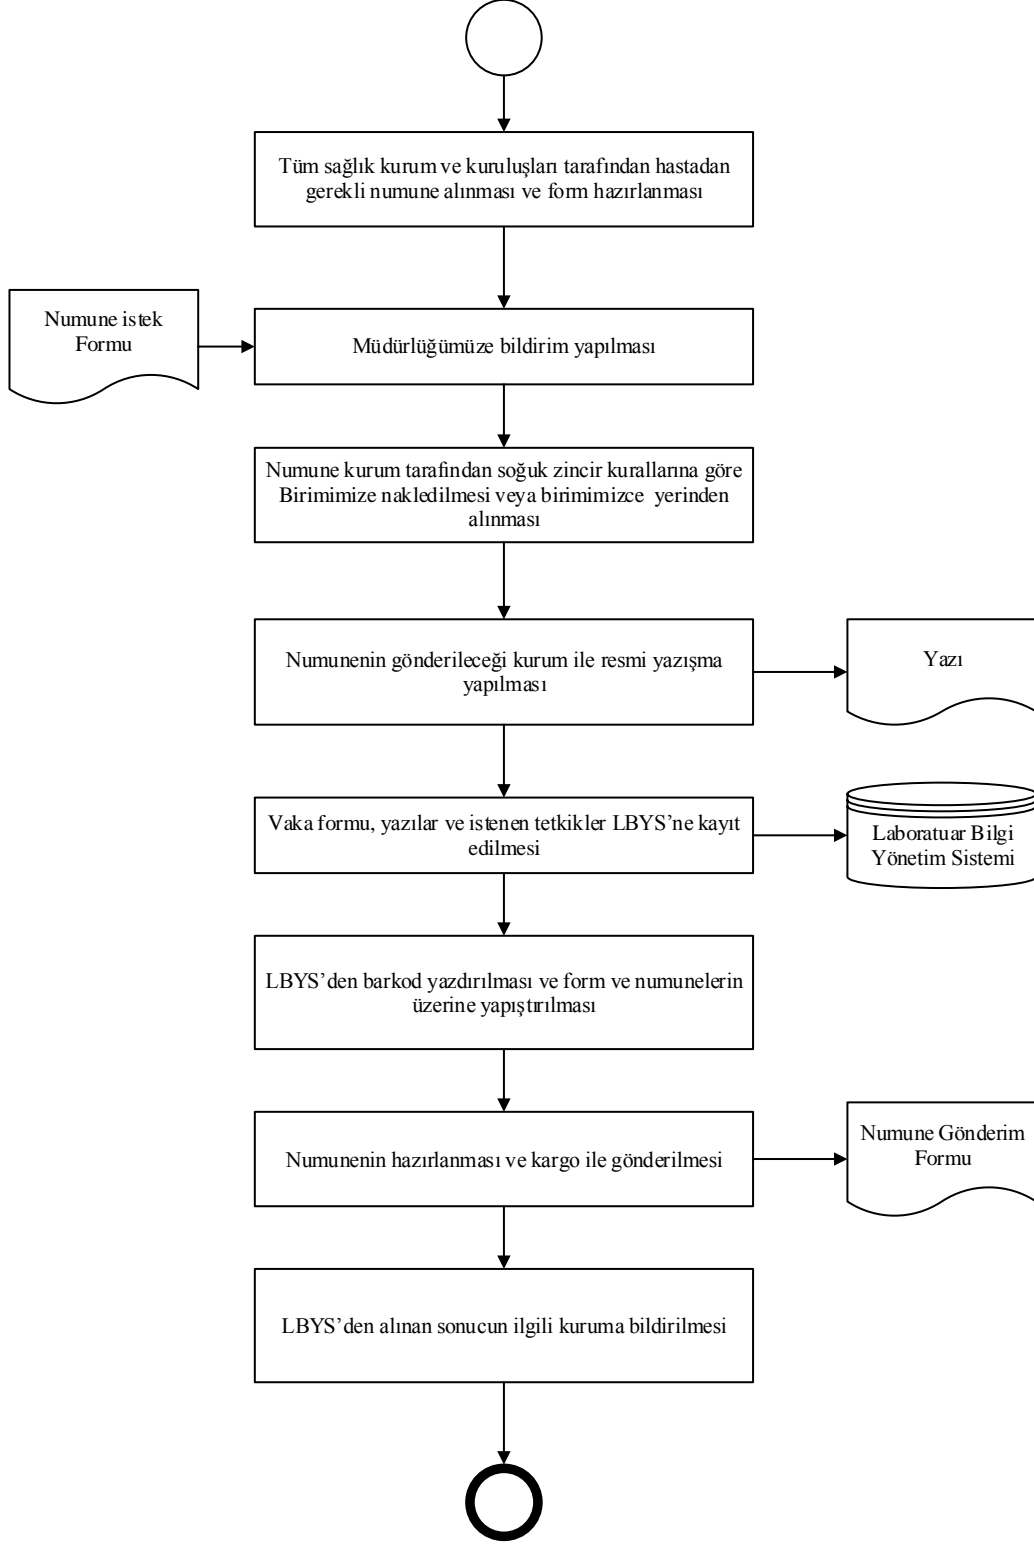 Tüm sağlık kurum ve kuruluşları tarafından hastadan
gerekli numune alınması ve form hazırlanması
Numune istek
Formu
Müdürlüğümüze bildirim yapılması
Numune kurum tarafından soğuk zincir kurallarına göre
Birimimize nakledilmesi veya birimimizce yerinden
alınması
Numunenin gönderileceği kurum ile resmi yazışma
yapılması
Yazı
Vaka formu, yazılar ve istenen tetkikler LBYS’ne kayıt
edilmesi
Laboratuar Bilgi
Yönetim Sistemi
LBYS’den barkod yazdırılması ve form ve numunelerin
üzerine yapıştırılması
Numunenin hazırlanması ve kargo ile gönderilmesi
Numune Gönderim
Formu
LBYS’den alınan sonucun ilgili kuruma bildirilmesi